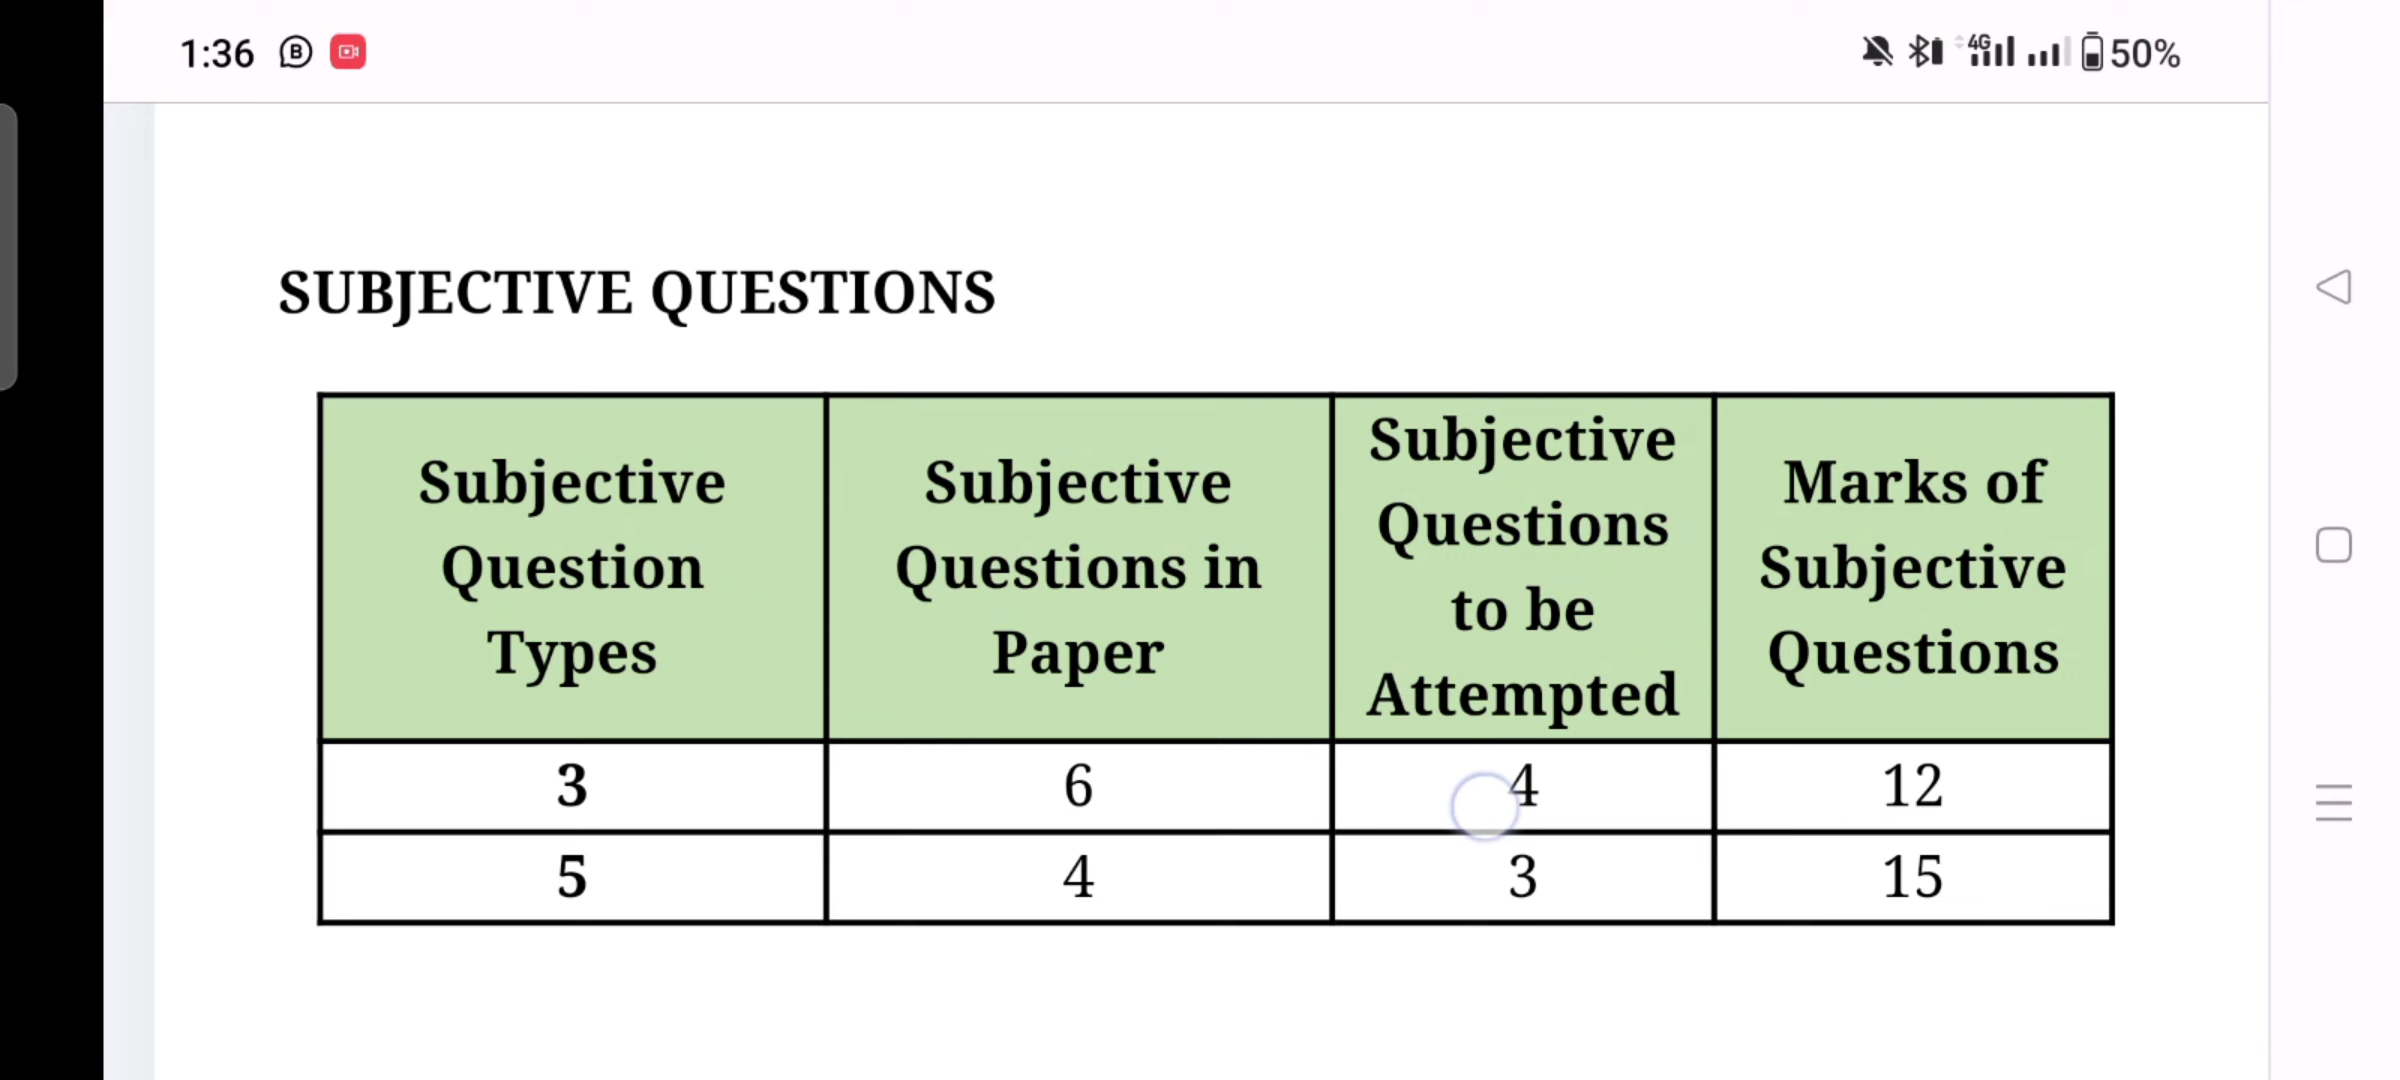 1:36 B 4G 50%
SUBJECTIVE QUESTIONS
Subjective Question Types
Subjective Questions in Paper
Subjective Questions to be Attempted
Marks of Subjective Questions
3 6 4 12
5 4 3 15